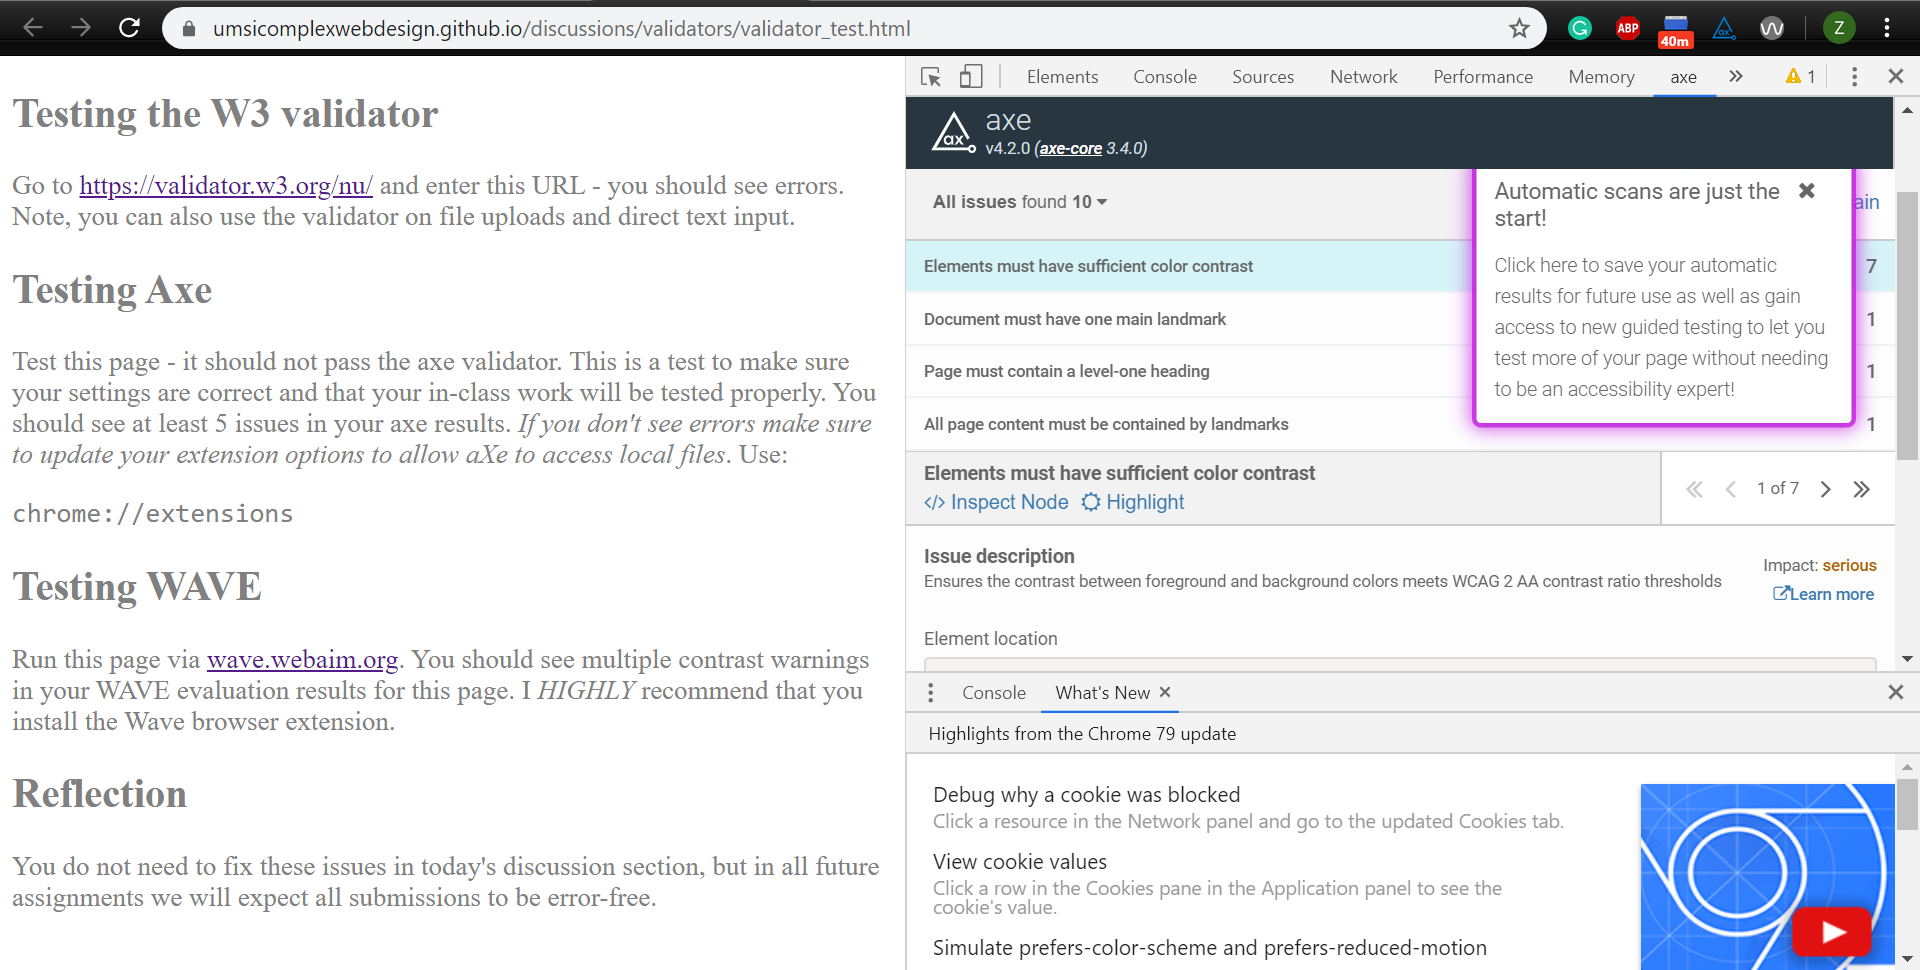 umsicomplexwebdesign.github.io/discussions/validators/validator_test.html
ABP
40m
ax
Z
Testing the W3 validator
Go to https://validator.w3.org/nu/ and enter this URL - you should see errors.
Note, you can also use the validator on file uploads and direct text input.
Testing Axe
Test this page - it should not pass the axe validator. This is a test to make sure
your settings are correct and that your in-class work will be tested properly. You
should see at least 5 issues in your axe results. If you don't see errors make sure
to update your extension options to allow aXe to access local files. Use:
chrome://extensions
Testing WAVE
Run this page via wave.webaim.org. You should see multiple contrast warnings
in your WAVE evaluation results for this page. I HIGHLY recommend that you
install the Wave browser extension.
Reflection
You do not need to fix these issues in today's discussion section, but in all future
assignments we will expect all submissions to be error-free.
Elements Console Sources Network Performance Memory axe » 1
ax
axe
v4.2.0 (axe-core 3.4.0)
All issues found 10
ain
Automatic scans are just the
start!
Click here to save your automatic
results for future use as well as gain
access to new guided testing to let you
test more of your page without needing
to be an accessibility expert!
Elements must have sufficient color contrast 7
Document must have one main landmark 1
Page must contain a level-one heading 1
All page content must be contained by landmarks 1
Elements must have sufficient color contrast
</> Inspect Node Highlight
1 of 7
Issue description
Ensures the contrast between foreground and background colors meets WCAG 2 AA contrast ratio thresholds
Impact: serious
Learn more
Element location
Console What's New
Highlights from the Chrome 79 update
Debug why a cookie was blocked
Click a resource in the Network panel and go to the updated Cookies tab.
View cookie values
Click a row in the Cookies pane in the Application panel to see the
cookie's value.
Simulate prefers-color-scheme and prefers-reduced-motion